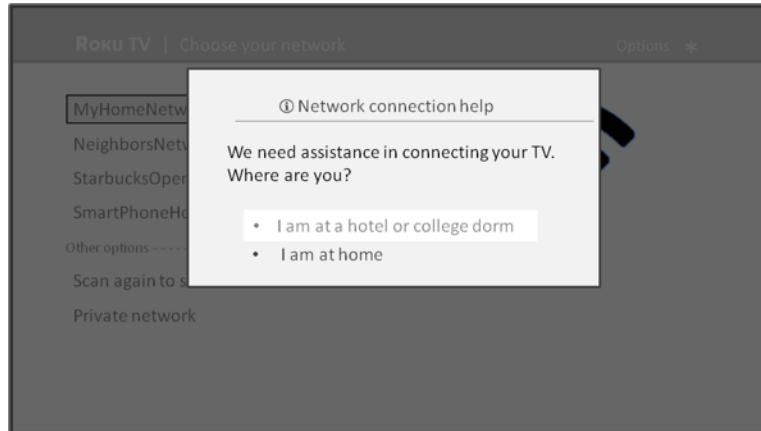 ROKU TV | Choose your network
Options ✱
MyHomeNetw
NeighborsNetw
StarbucksOper
SmartPhoneHo
Other options -----
Scan again to s
Private network
ⓘ Network connection help
We need assistance in connecting your TV.
Where are you?
• I am at a hotel or college dorm
• I am at home